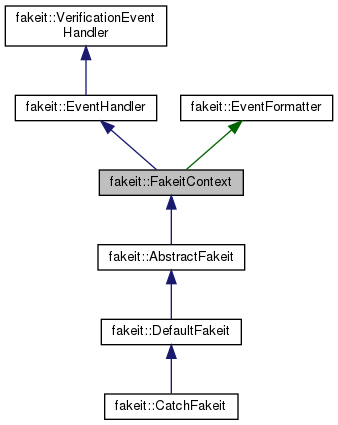 fakeit::VerificationEvent
Handler
fakeit::EventHandler
fakeit::EventFormatter
fakeit::FakeitContext
fakeit::AbstractFakeit
fakeit::DefaultFakeit
fakeit::CatchFakeit